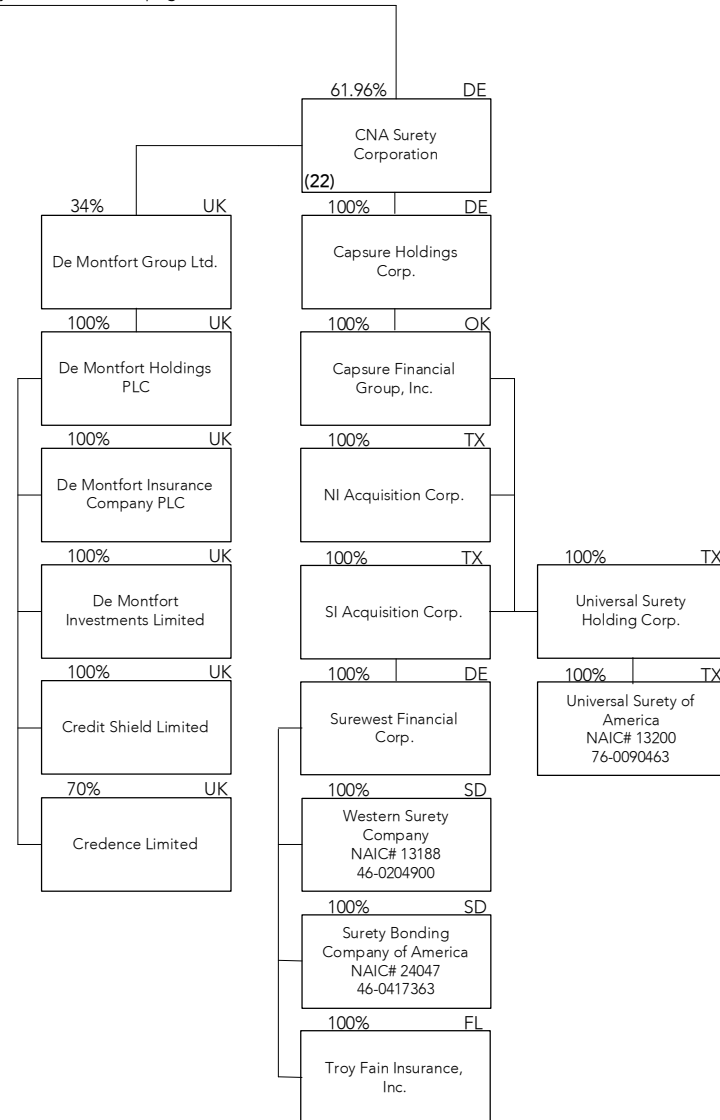 61.96% DE
CNA Surety
Corporation
(22)
34% UK
De Montfort Group Ltd.
100% UK
De Montfort Holdings
PLC
100% UK
De Montfort Insurance
Company PLC
100% UK
De Montfort
Investments Limited
100% UK
Credit Shield Limited
70% UK
Credence Limited
100% DE
Capsure Holdings
Corp.
100% OK
Capsure Financial
Group, Inc.
100% TX
NI Acquisition Corp.
100% TX
SI Acquisition Corp.
100% DE
Surewest Financial
Corp.
100% SD
Western Surety
Company
NAIC# 13188
46-0204900
100% SD
Surety Bonding
Company of America
NAIC# 24047
46-0417363
100% FL
Troy Fain Insurance,
Inc.
100% TX
Universal Surety
Holding Corp.
100% TX
Universal Surety of
America
NAIC# 13200
76-0090463